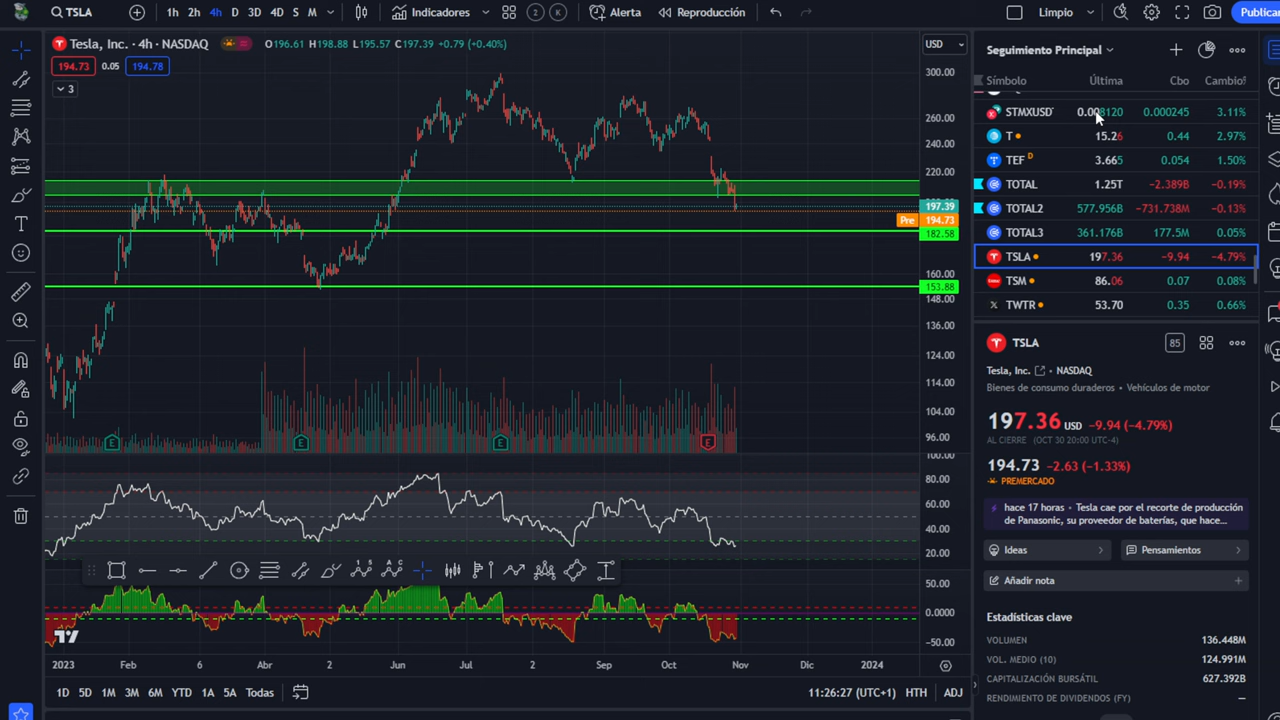 TSLA
1h 2h 4h D 3D 4D S M
Indicadores
2 K
Alerta
Reproducción
Limpio
Publicar
Tesla, Inc. · 4h · NASDAQ
O196.61 H198.88 L195.57 C197.39 +0.79 (+0.40%)
194.73 0.05 194.78
3
USD
300.00
260.00
240.00
220.00
197.39
Pre 194.73
182.58
160.00
153.88
148.00
136.00
124.00
114.00
104.00
96.00
E E E E
100.00
80.00
60.00
40.00
20.00
50.00
0.0000
-50.00
2023 Feb 6 Abr 2 Jun Jul 2 Sep Oct Nov Dic 2024
1D 5D 1M 3M 6M YTD 1A 5A Todas
11:26:27 (UTC+1) HTH ADJ
Seguimiento Principal
Símbolo Última Cbo Cambio%
STMXUSD 0.008120 0.000245 3.11%
T 15.26 0.44 2.97%
TEF D 3.665 0.054 1.50%
TOTAL 1.25T −2.389B −0.19%
TOTAL2 577.956B −731.738M −0.13%
TOTAL3 361.176B 177.5M 0.05%
TSLA 197.36 −9.94 −4.79%
TSM 86.06 0.07 0.08%
TWTR 53.70 0.35 0.66%
TSLA
85
Tesla, Inc. · NASDAQ
Bienes de consumo duraderos · Vehículos de motor
197.36 USD −9.94 (−4.79%)
AL CIERRE (OCT 30 20:00 UTC-4)
194.73 −2.63 (−1.33%)
PREMERCADO
hace 17 horas · Tesla cae por el recorte de producción
de Panasonic, su proveedor de baterías, que hace...
Ideas
Pensamientos
Añadir nota
Estadísticas clave
VOLUMEN 136.448M
VOL. MEDIO (10) 124.991M
CAPITALIZACIÓN BURSÁTIL 627.392B
RENDIMIENTO DE DIVIDENDOS (FY) —